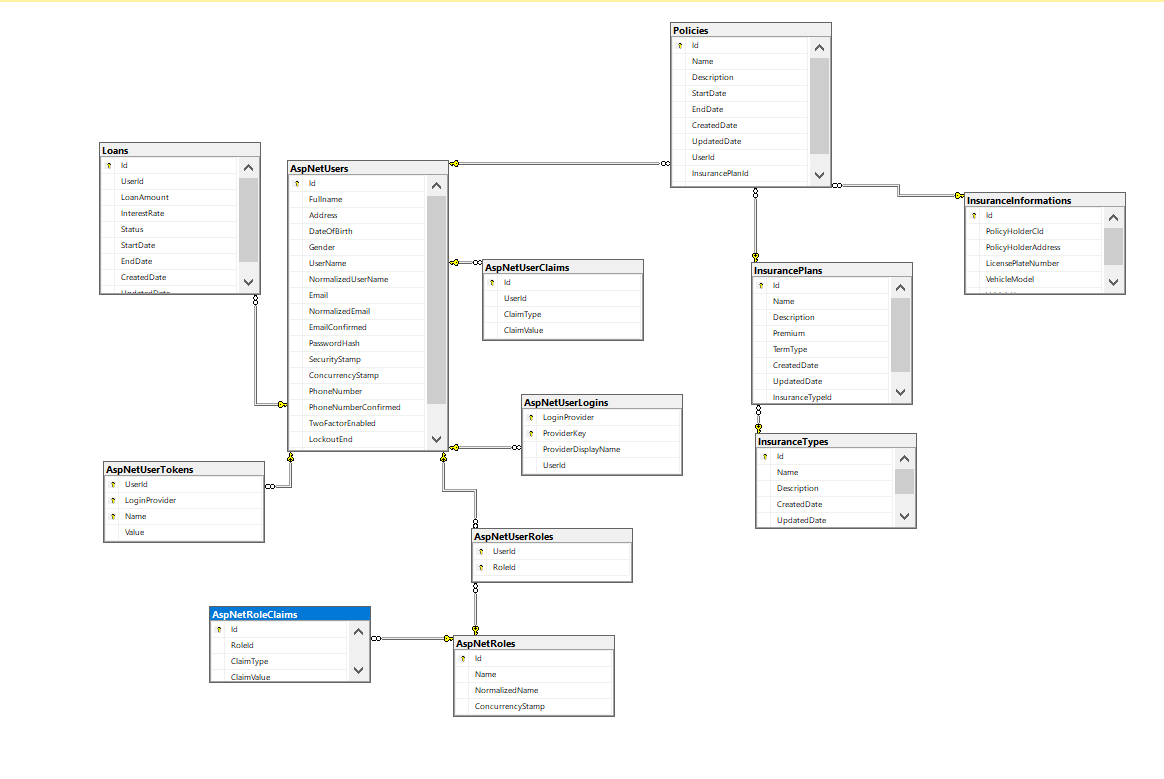 Policies
Id
Name
Description
StartDate
EndDate
CreatedDate
UpdatedDate
UserId
InsurancePlanId
Loans
Id
UserId
LoanAmount
InterestRate
Status
StartDate
EndDate
CreatedDate
UpdatedDate
AspNetUsers
Id
Fullname
Address
DateOfBirth
Gender
UserName
NormalizedUserName
Email
NormalizedEmail
EmailConfirmed
PasswordHash
SecurityStamp
ConcurrencyStamp
PhoneNumber
PhoneNumberConfirmed
TwoFactorEnabled
LockoutEnd
InsuranceInformations
Id
PolicyHolderCId
PolicyHolderAddress
LicensePlateNumber
VehicleModel
AspNetUserClaims
Id
UserId
ClaimType
ClaimValue
InsurancePlans
Id
Name
Description
Premium
TermType
CreatedDate
UpdatedDate
InsuranceTypeId
AspNetUserLogins
LoginProvider
ProviderKey
ProviderDisplayName
UserId
InsuranceTypes
Id
Name
Description
CreatedDate
UpdatedDate
AspNetUserTokens
UserId
LoginProvider
Name
Value
AspNetUserRoles
UserId
RoleId
AspNetRoleClaims
Id
RoleId
ClaimType
ClaimValue
AspNetRoles
Id
Name
NormalizedName
ConcurrencyStamp